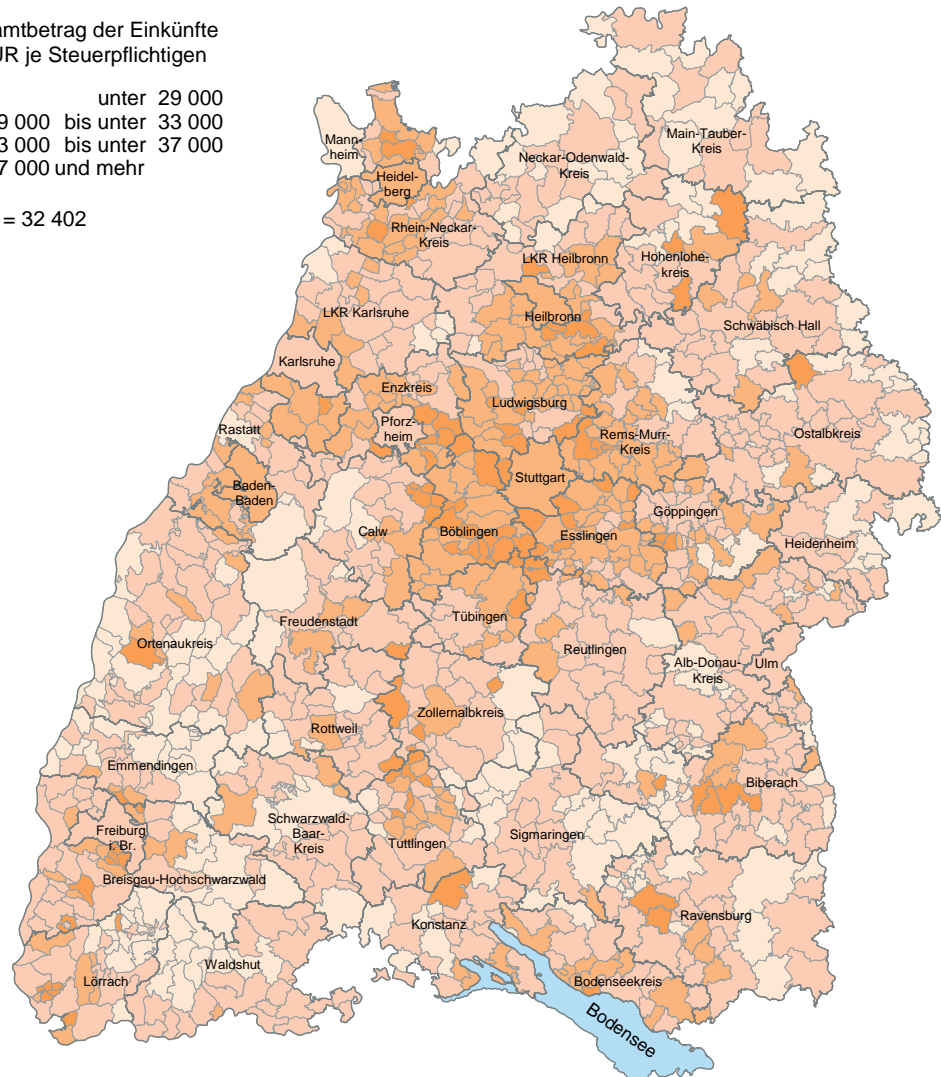 amtbetrag der Einkünfte
UR je Steuerpflichtigen
unter 29 000
9 000 bis unter 33 000
3 000 bis unter 37 000
7 000 und mehr
= 32 402
Mann-
heim
Heidel-
berg
Rhein-Neckar-
Kreis
Neckar-Odenwald-
Kreis
Main-Tauber-
Kreis
LKR Heilbronn
Hohenlohe-
kreis
Heilbronn
Schwäbisch Hall
LKR Karlsruhe
Karlsruhe
Enzkreis
Ludwigsburg
Pforz-
heim
Rastatt
Rems-Murr-
Kreis
Ostalbkreis
Baden-
Baden
Stuttgart
Göppingen
Calw
Böblingen
Esslingen
Heidenheim
Freudenstadt
Tübingen
Ortenaukreis
Reutlingen
Alb-Donau-
Kreis
Ulm
Rottweil
Zollernalbkreis
Emmendingen
Biberach
Freiburg
i. Br.
Schwarzwald-
Baar-
Kreis
Tuttlingen
Sigmaringen
Breisgau-Hochschwarzwald
Konstanz
Ravensburg
Lörrach
Waldshut
Bodenseekreis
Bodensee